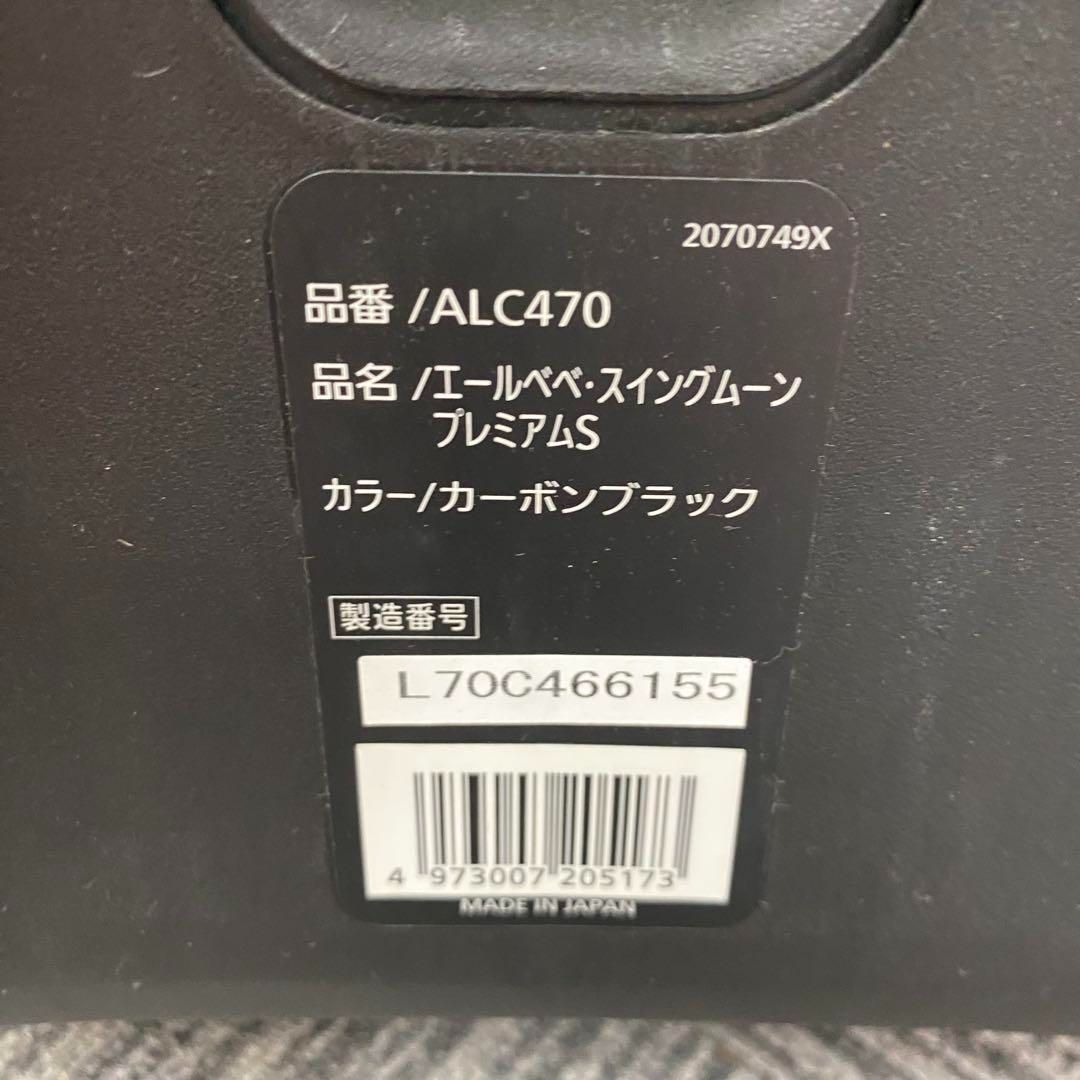 2070749X
品番 /ALC470
品名 /エールベベ・スイングムーン
プレミアムS
カラー/カーボンブラック
製造番号
L70C466155
4 973007 205173
MADE IN JAPAN